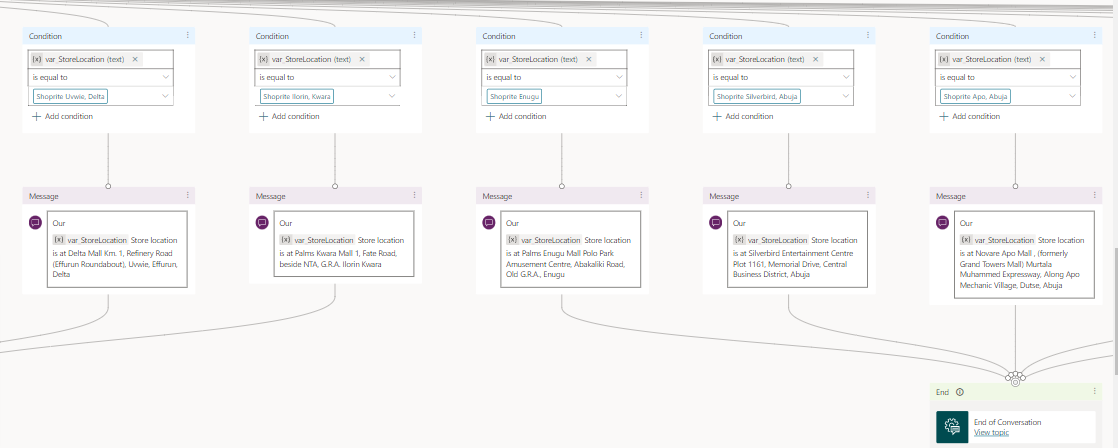 Condition
{x} var_StoreLocation (text) ×
is equal to
Shoprite Uvwie, Delta
+ Add condition
Condition
{x} var_StoreLocation (text) ×
is equal to
Shoprite Ilorin, Kwara
+ Add condition
Condition
{x} var_StoreLocation (text) ×
is equal to
Shoprite Enugu
+ Add condition
Condition
{x} var_StoreLocation (text) ×
is equal to
Shoprite Silverbird, Abuja
+ Add condition
Condition
{x} var_StoreLocation (text) ×
is equal to
Shoprite Apo, Abuja
+ Add condition
Message
Our
{x} var_StoreLocation Store location
is at Delta Mall Km. 1, Refinery Road
(Effurun Roundabout), Uvwie, Effurun,
Delta
Message
Our
{x} var_StoreLocation Store location
is at Palms Kwara Mall 1, Fate Road,
beside NTA, G.R.A. Ilorin Kwara
Message
Our
{x} var_StoreLocation Store location
is at Palms Enugu Mall Polo Park
Amusement Centre, Abakaliki Road,
Old G.R.A., Enugu
Message
Our
{x} var_StoreLocation Store location
is at Silverbird Entertainment Centre
Plot 1161, Memorial Drive, Central
Business District, Abuja
Message
Our
{x} var_StoreLocation Store location
is at Novare Apo Mall , (formerly
Grand Towers Mall) Murtala
Muhammed Expressway, Along Apo
Mechanic Village, Dutse, Abuja
End
End of Conversation
View topic